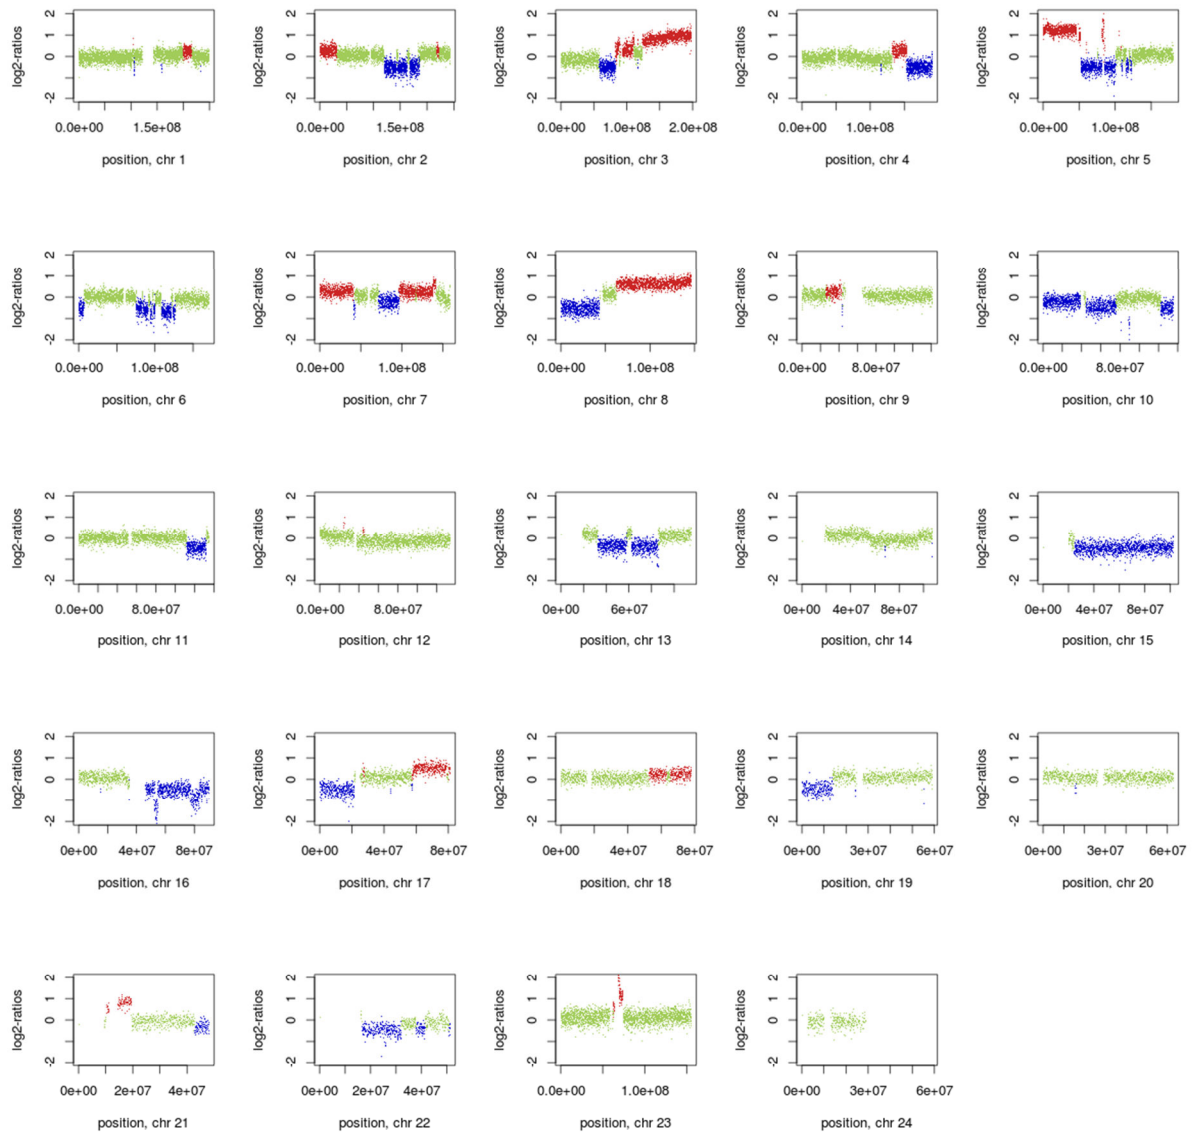 log2-ratios 2 1 0 -2 log2-ratios 2 1 0 -2 log2-ratios 2 1 0 -2 log2-ratios 2 1 0 -2 log2-ratios 2 1 0 -2
0.0e+00 1.5e+08 0.0e+00 1.5e+08 0.0e+00 1.0e+08 2.0e+08 0.0e+00 1.0e+08 0.0e+00 1.0e+08
position, chr 1 position, chr 2 position, chr 3 position, chr 4 position, chr 5
log2-ratios 2 1 0 -2 log2-ratios 2 1 0 -2 log2-ratios 2 1 0 -2 log2-ratios 2 1 0 -2 log2-ratios 2 1 0 -2
0.0e+00 1.0e+08 0.0e+00 1.0e+08 0.0e+00 1.0e+08 0.0e+00 8.0e+07 0.0e+00 8.0e+07
position, chr 6 position, chr 7 position, chr 8 position, chr 9 position, chr 10
log2-ratios 2 1 0 -2 log2-ratios 2 1 0 -2 log2-ratios 2 1 0 -2 log2-ratios 2 1 0 -2 log2-ratios 2 1 0 -2
0.0e+00 8.0e+07 0.0e+00 8.0e+07 0e+00 6e+07 0e+00 4e+07 8e+07 0e+00 4e+07 8e+07
position, chr 11 position, chr 12 position, chr 13 position, chr 14 position, chr 15
log2-ratios 2 1 0 -2 log2-ratios 2 1 0 -2 log2-ratios 2 1 0 -2 log2-ratios 2 1 0 -2 log2-ratios 2 1 0 -2
0e+00 4e+07 8e+07 0e+00 4e+07 8e+07 0e+00 4e+07 8e+07 0e+00 3e+07 6e+07 0e+00 3e+07 6e+07
position, chr 16 position, chr 17 position, chr 18 position, chr 19 position, chr 20
log2-ratios 2 1 0 -2 log2-ratios 2 1 0 -2 log2-ratios 2 1 0 -2 log2-ratios 2 1 0 -2
0e+00 2e+07 4e+07 0e+00 2e+07 4e+07 0.0e+00 1.0e+08 0e+00 3e+07 6e+07
position, chr 21 position, chr 22 position, chr 23 position, chr 24